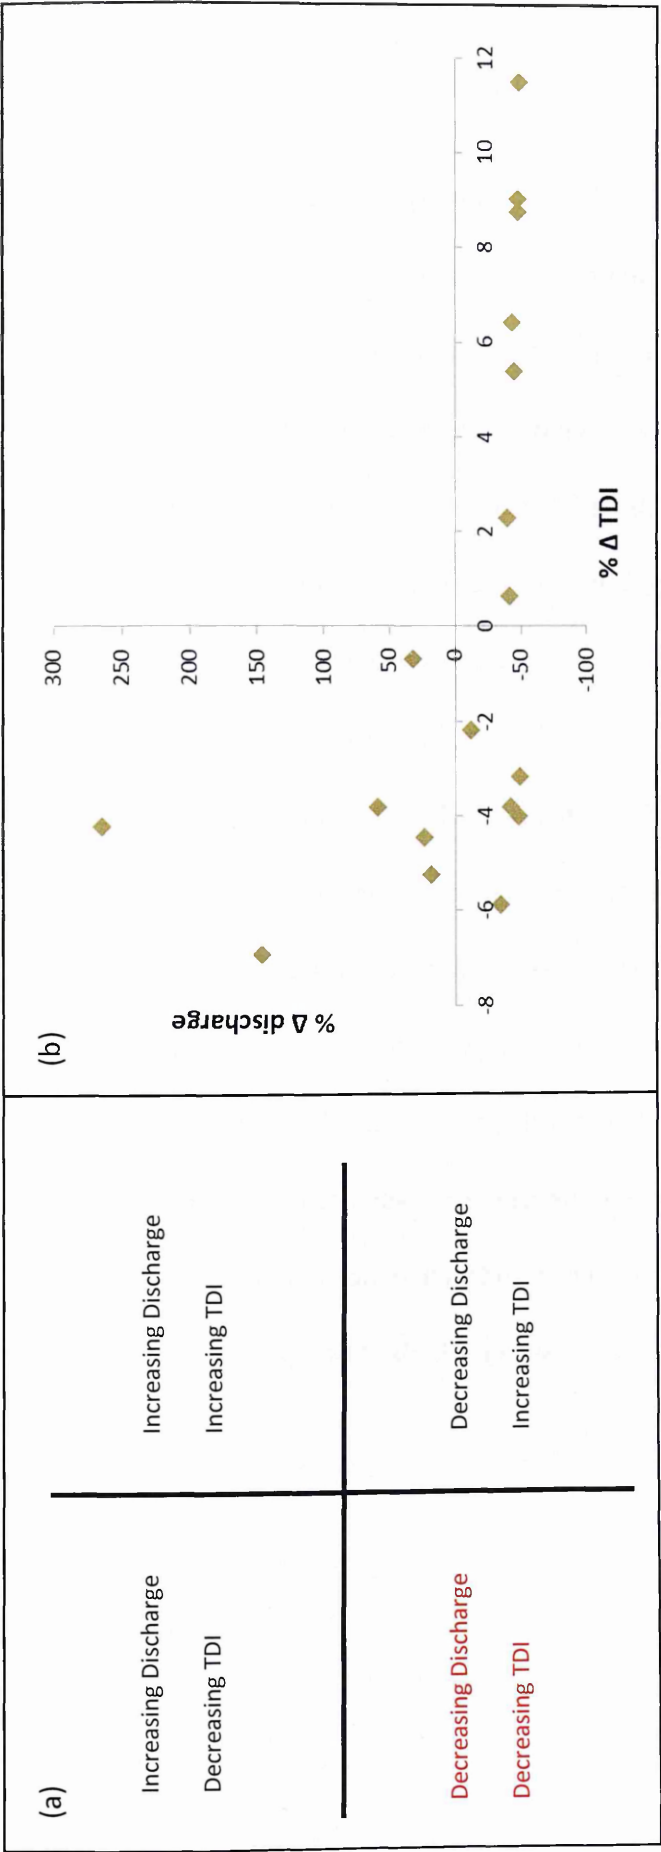 (a)
Increasing Discharge
Decreasing TDI
Increasing Discharge
Increasing TDI
Decreasing Discharge
Decreasing TDI
Decreasing Discharge
Increasing TDI
(b)
% Δ discharge
300
250
200
150
100
50
0
-50
-100
-8
-6
-4
-2
0
2
4
6
8
10
12
% Δ TDI